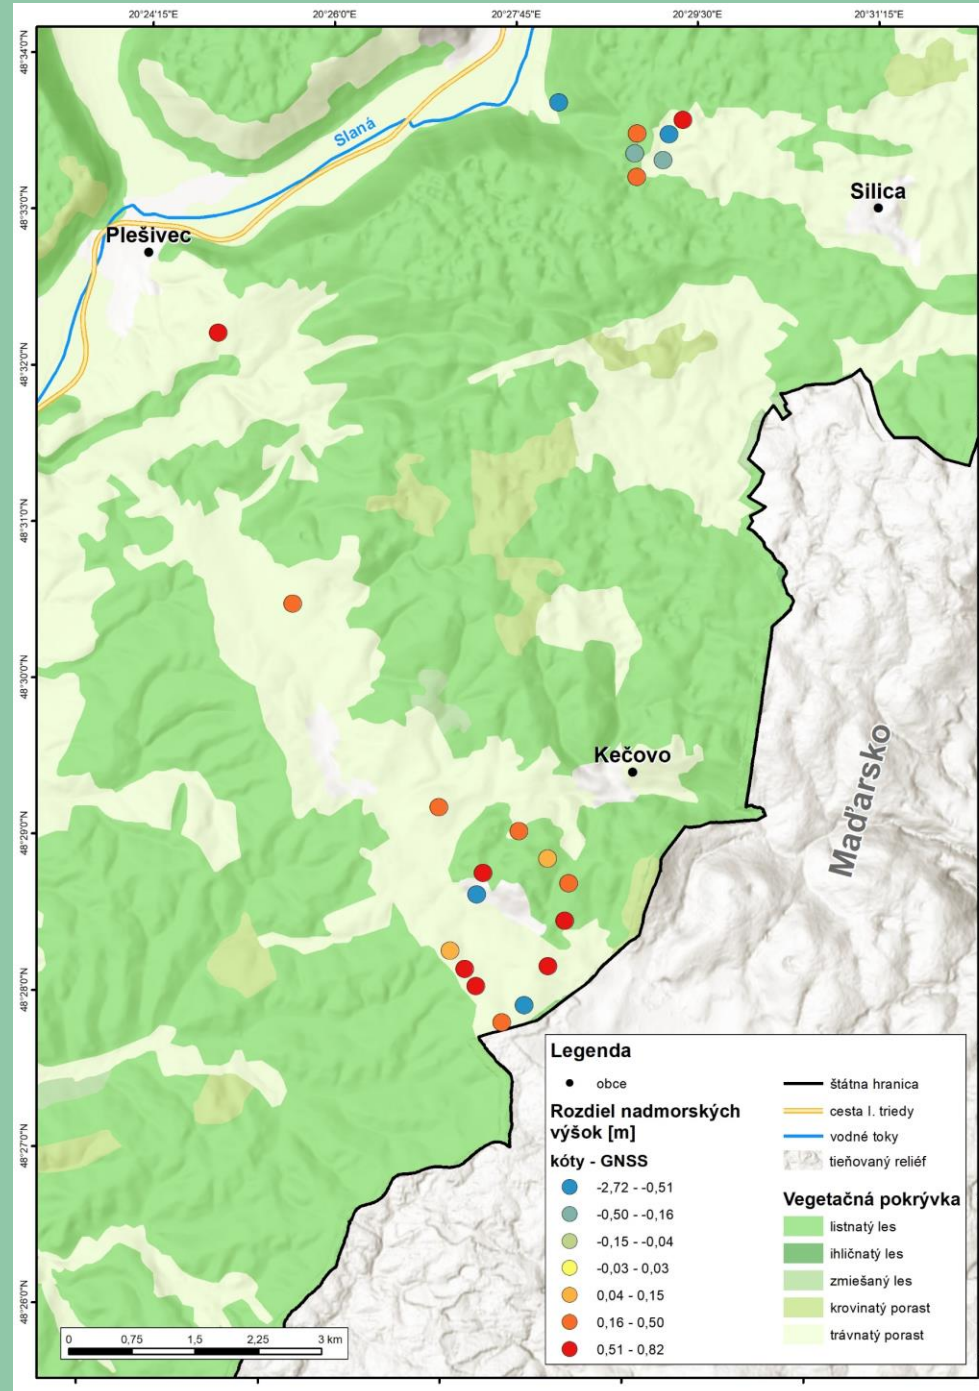 20°24'15"E 20°26'0"E 20°27'45"E 20°29'30"E 20°31'15"E
48°34'0"N
48°33'0"N
48°32'0"N
48°31'0"N
48°30'0"N
48°29'0"N
48°28'0"N
48°27'0"N
48°26'0"N
Slaná
Silica
Plešivec
Kečovo
Maďarsko
Legenda
obce
Rozdiel nadmorských
výšok [m]
kóty - GNSS
-2,72 - -0,51
-0,50 - -0,16
-0,15 - -0,04
-0,03 - 0,03
0,04 - 0,15
0,16 - 0,50
0,51 - 0,82
štátna hranica
cesta I. triedy
vodné toky
tieňovaný reliéf
Vegetačná pokrývka
listnatý les
ihličnatý les
zmiešaný les
krovinatý porast
trávnatý porast
0 0,75 1,5 2,25 3 km